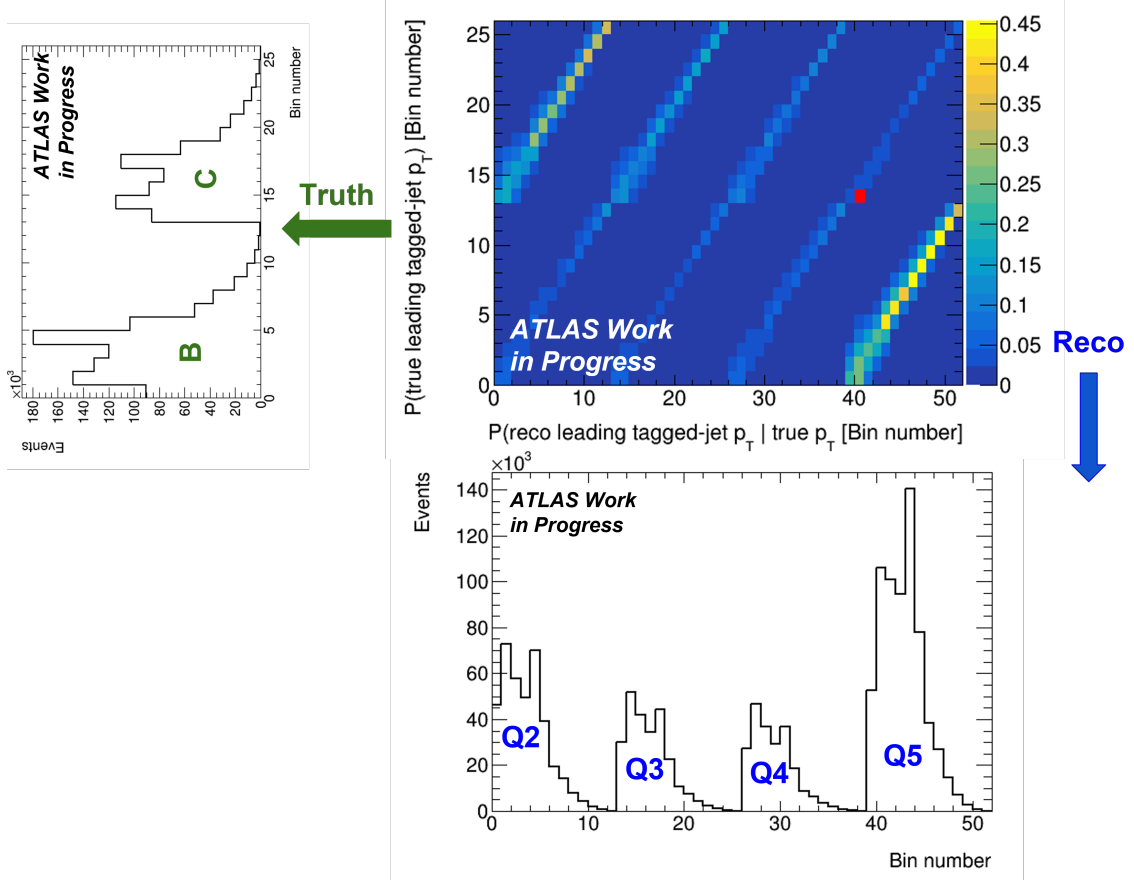 ATLAS Work
in Progress
×10³
180 160 140 120 100 80 60 40 20 0
Events
0 5 10 15 20 25
Bin number
B
C
Truth
P(true leading tagged-jet p_T) [Bin number]
25
20
15
10
5
0
ATLAS Work
in Progress
0 10 20 30 40 50
P(reco leading tagged-jet p_T | true p_T [Bin number]
0.45
0.4
0.35
0.3
0.25
0.2
0.15
0.1
0.05
0
Reco
×10³
Events
ATLAS Work
in Progress
140
120
100
80
60
40
20
0
Q2
Q3
Q4
Q5
0 10 20 30 40 50
Bin number